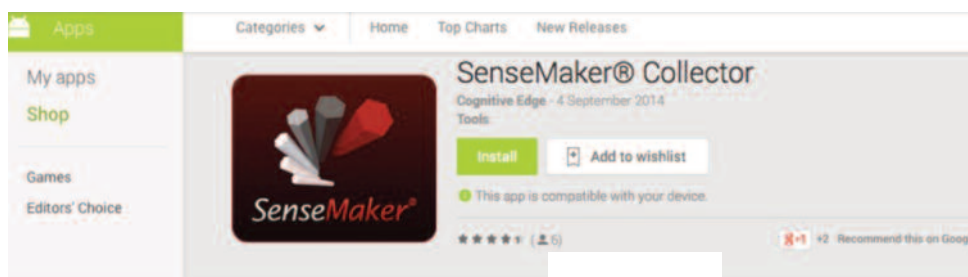 Apps
Categories Home Top Charts New Releases
My apps
Shop
Games
Editors' Choice
SenseMaker®
SenseMaker® Collector
Cognitive Edge - 4 September 2014
Tools
Install
Add to wishlist
This app is compatible with your device.
+2 Recommend this on Goog